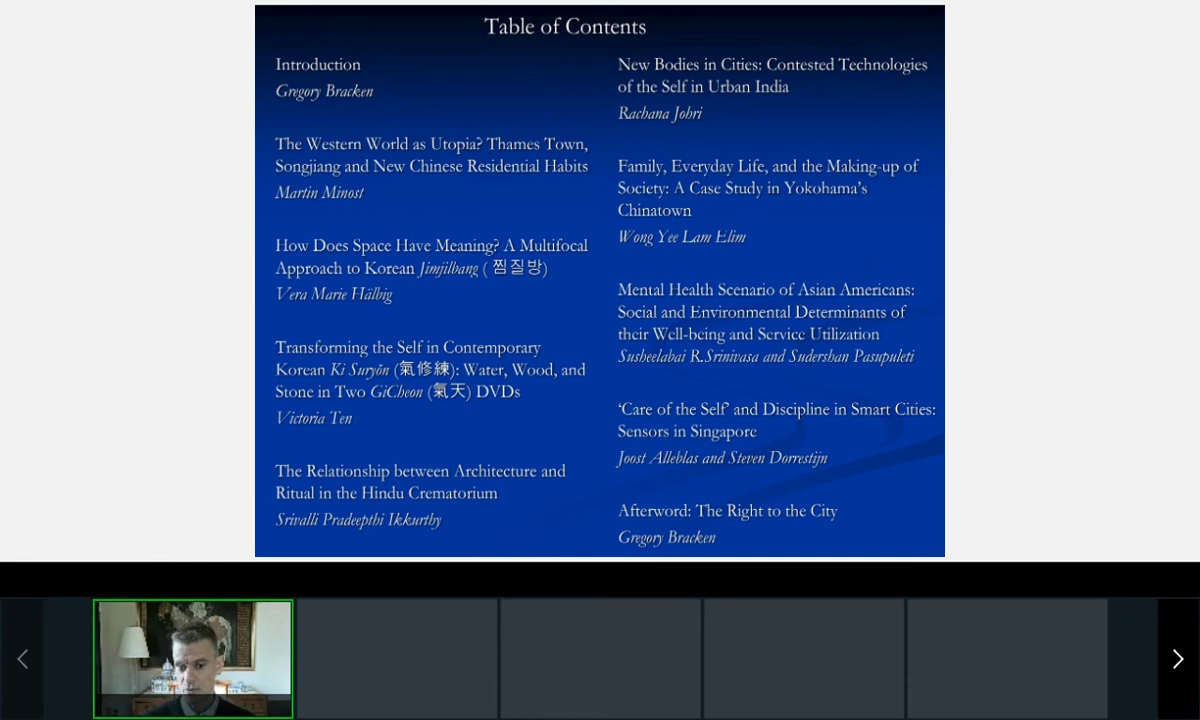 Table of Contents
Introduction
Gregory Bracken
The Western World as Utopia? Thames Town,
Songjiang and New Chinese Residential Habits
Martin Minost
How Does Space Have Meaning? A Multifocal
Approach to Korean Jimjilbang ( 찜질방)
Vera Marie Hälbig
Transforming the Self in Contemporary
Korean Ki Suryŏn (氣修練): Water, Wood, and
Stone in Two GiCheon (氣天) DVDs
Victoria Ten
The Relationship between Architecture and
Ritual in the Hindu Crematorium
Srivalli Pradeepthi Ikkurthy
New Bodies in Cities: Contested Technologies
of the Self in Urban India
Rachana Johri
Family, Everyday Life, and the Making-up of
Society: A Case Study in Yokohama’s
Chinatown
Wong Yee Lam Elim
Mental Health Scenario of Asian Americans:
Social and Environmental Determinants of
their Well-being and Service Utilization
Susheelabai R.Srinivasa and Sudershan Pasupuleti
‘Care of the Self’ and Discipline in Smart Cities:
Sensors in Singapore
Joost Alleblas and Steven Dorrestijn
Afterword: The Right to the City
Gregory Bracken